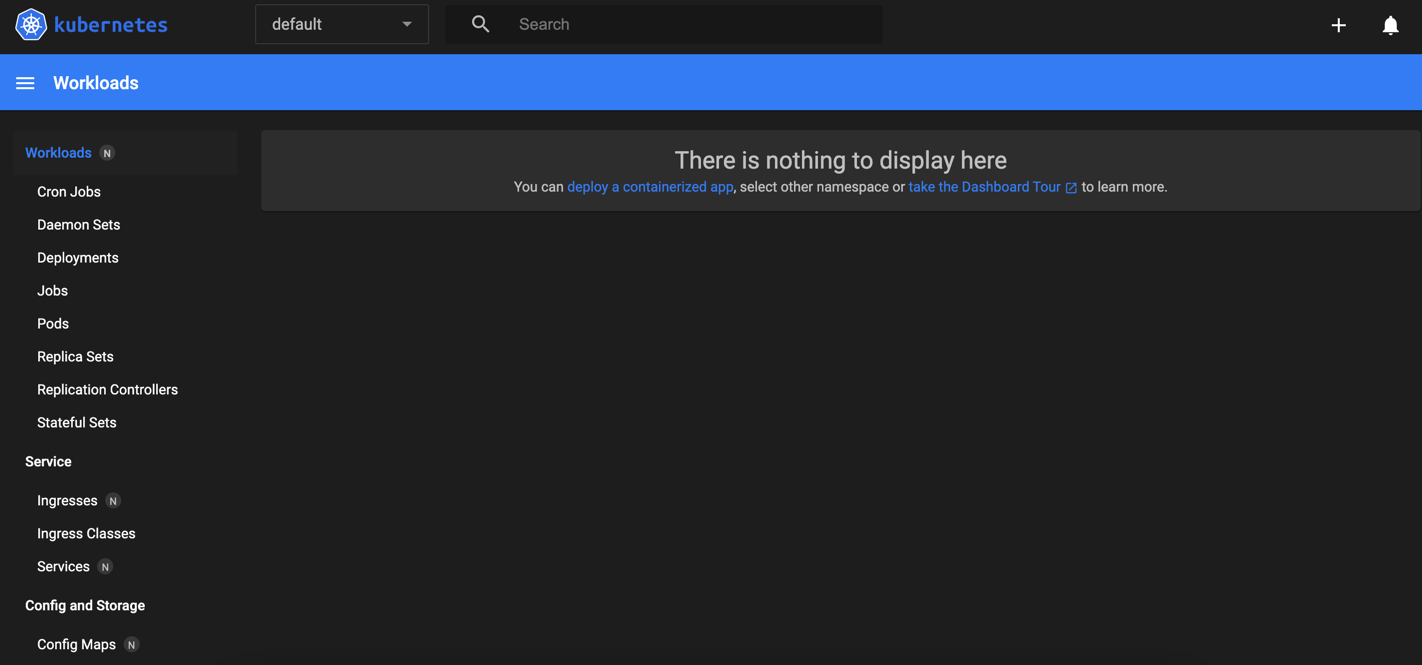 kubernetes
default
Search
Workloads
Workloads N
Cron Jobs
Daemon Sets
Deployments
Jobs
Pods
Replica Sets
Replication Controllers
Stateful Sets
Service
Ingresses N
Ingress Classes
Services N
Config and Storage
Config Maps N
There is nothing to display here
You can deploy a containerized app, select other namespace or take the Dashboard Tour to learn more.